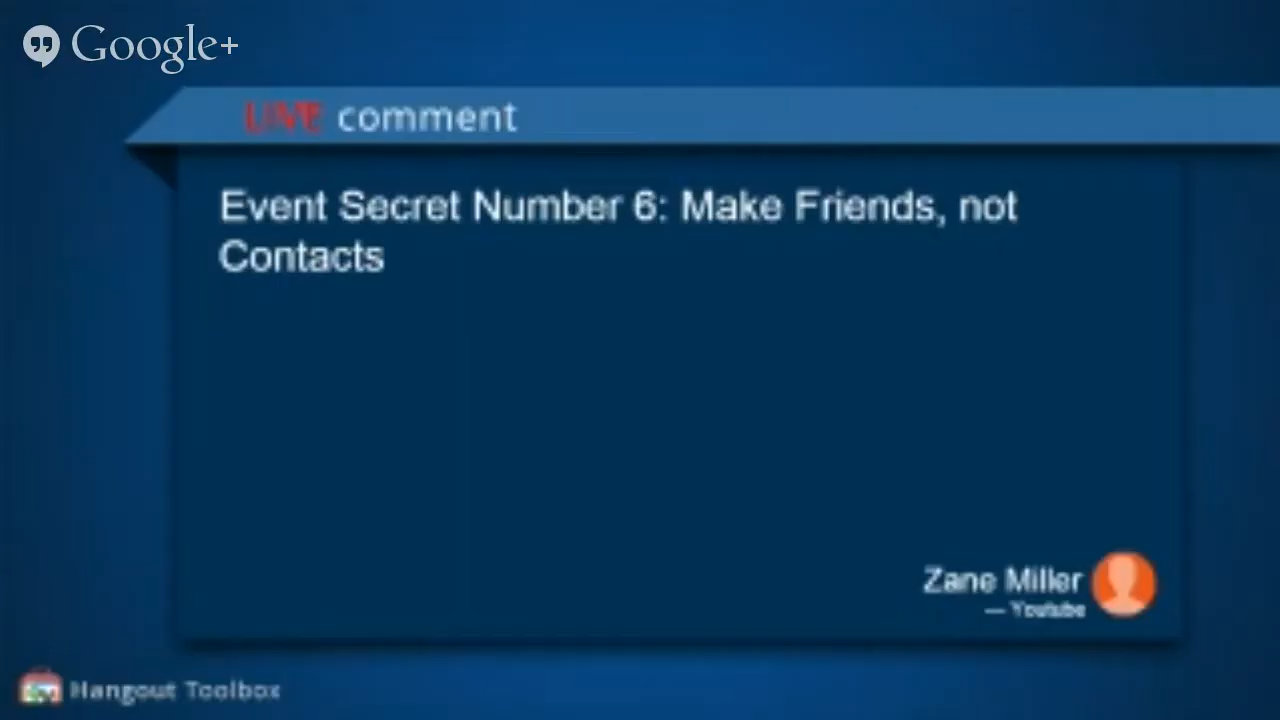 Google+
LIVE comment
Event Secret Number 6: Make Friends, not
Contacts
Zane Miller
— Youtube
Hangout Toolbox